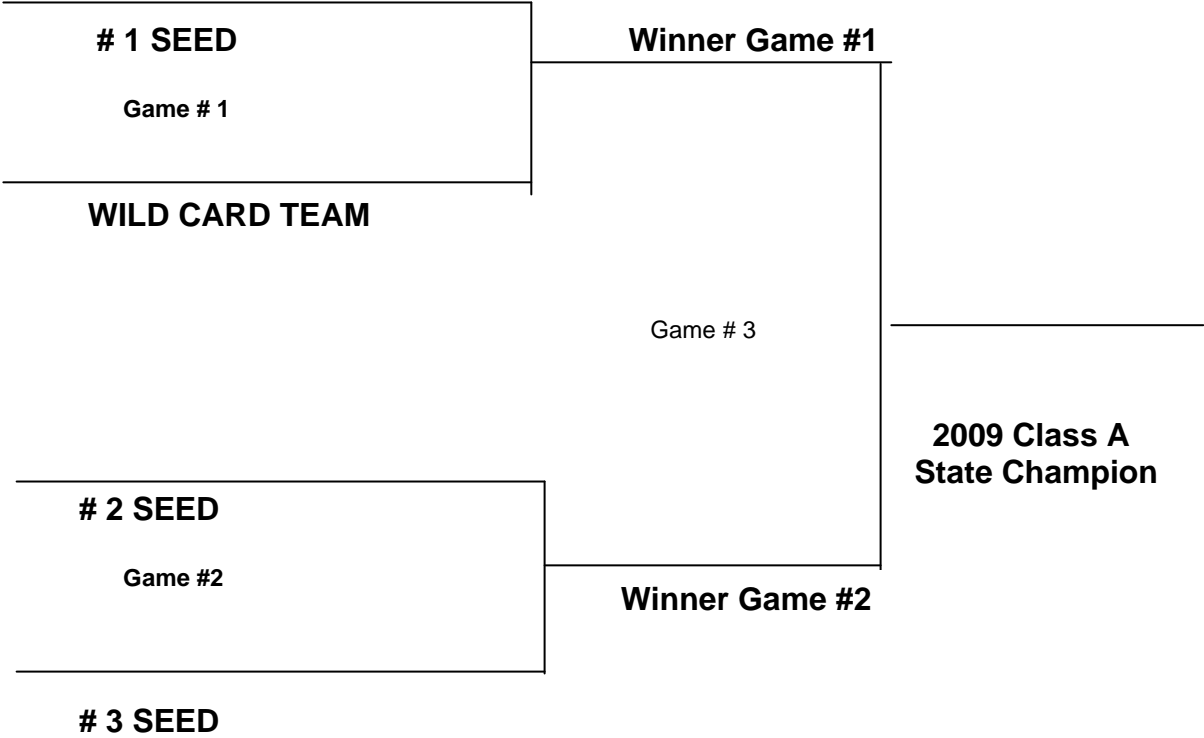 # 1 SEED
Winner Game #1
Game # 1
WILD CARD TEAM
Game # 3
2009 Class A
State Champion
# 2 SEED
Game #2
Winner Game #2
# 3 SEED